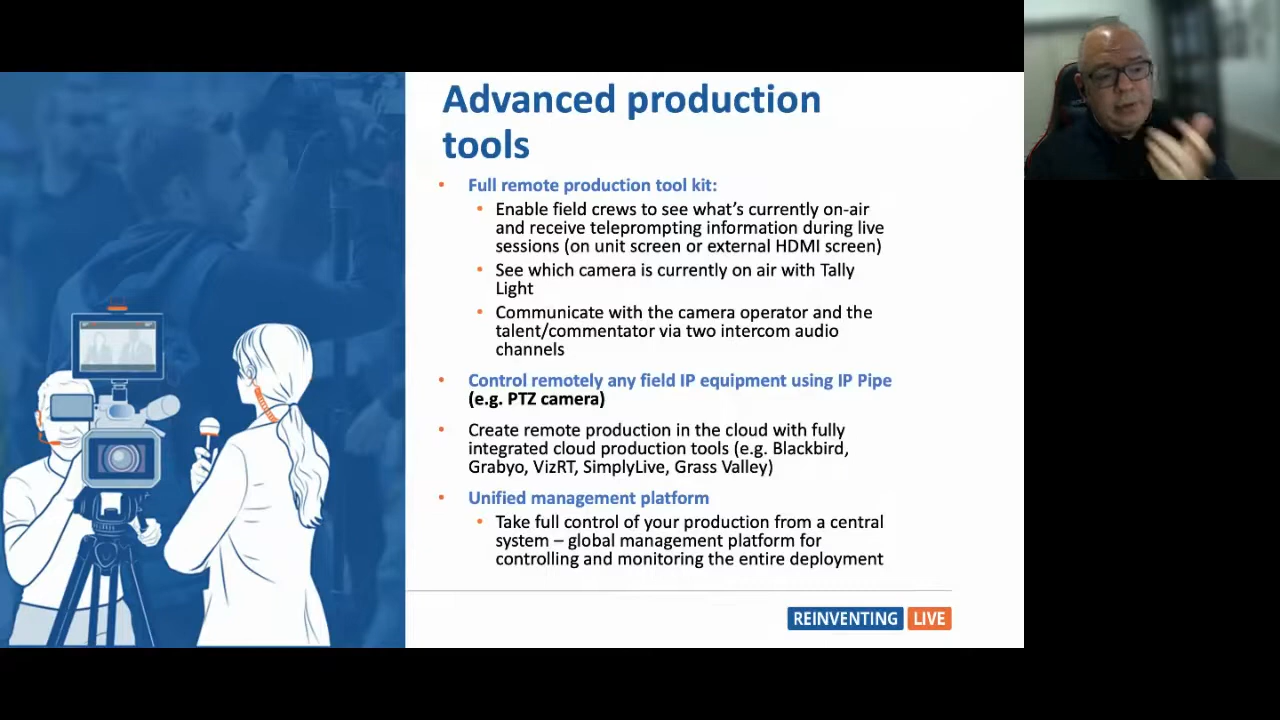 Advanced production
tools
• Full remote production tool kit:
• Enable field crews to see what's currently on-air
and receive teleprompting information during live
sessions (on unit screen or external HDMI screen)
• See which camera is currently on air with Tally
Light
• Communicate with the camera operator and the
talent/commentator via two intercom audio
channels
• Control remotely any field IP equipment using IP Pipe
(e.g. PTZ camera)
• Create remote production in the cloud with fully
integrated cloud production tools (e.g. Blackbird,
Grabyo, VizRT, SimplyLive, Grass Valley)
• Unified management platform
• Take full control of your production from a central
system – global management platform for
controlling and monitoring the entire deployment
REINVENTING LIVE